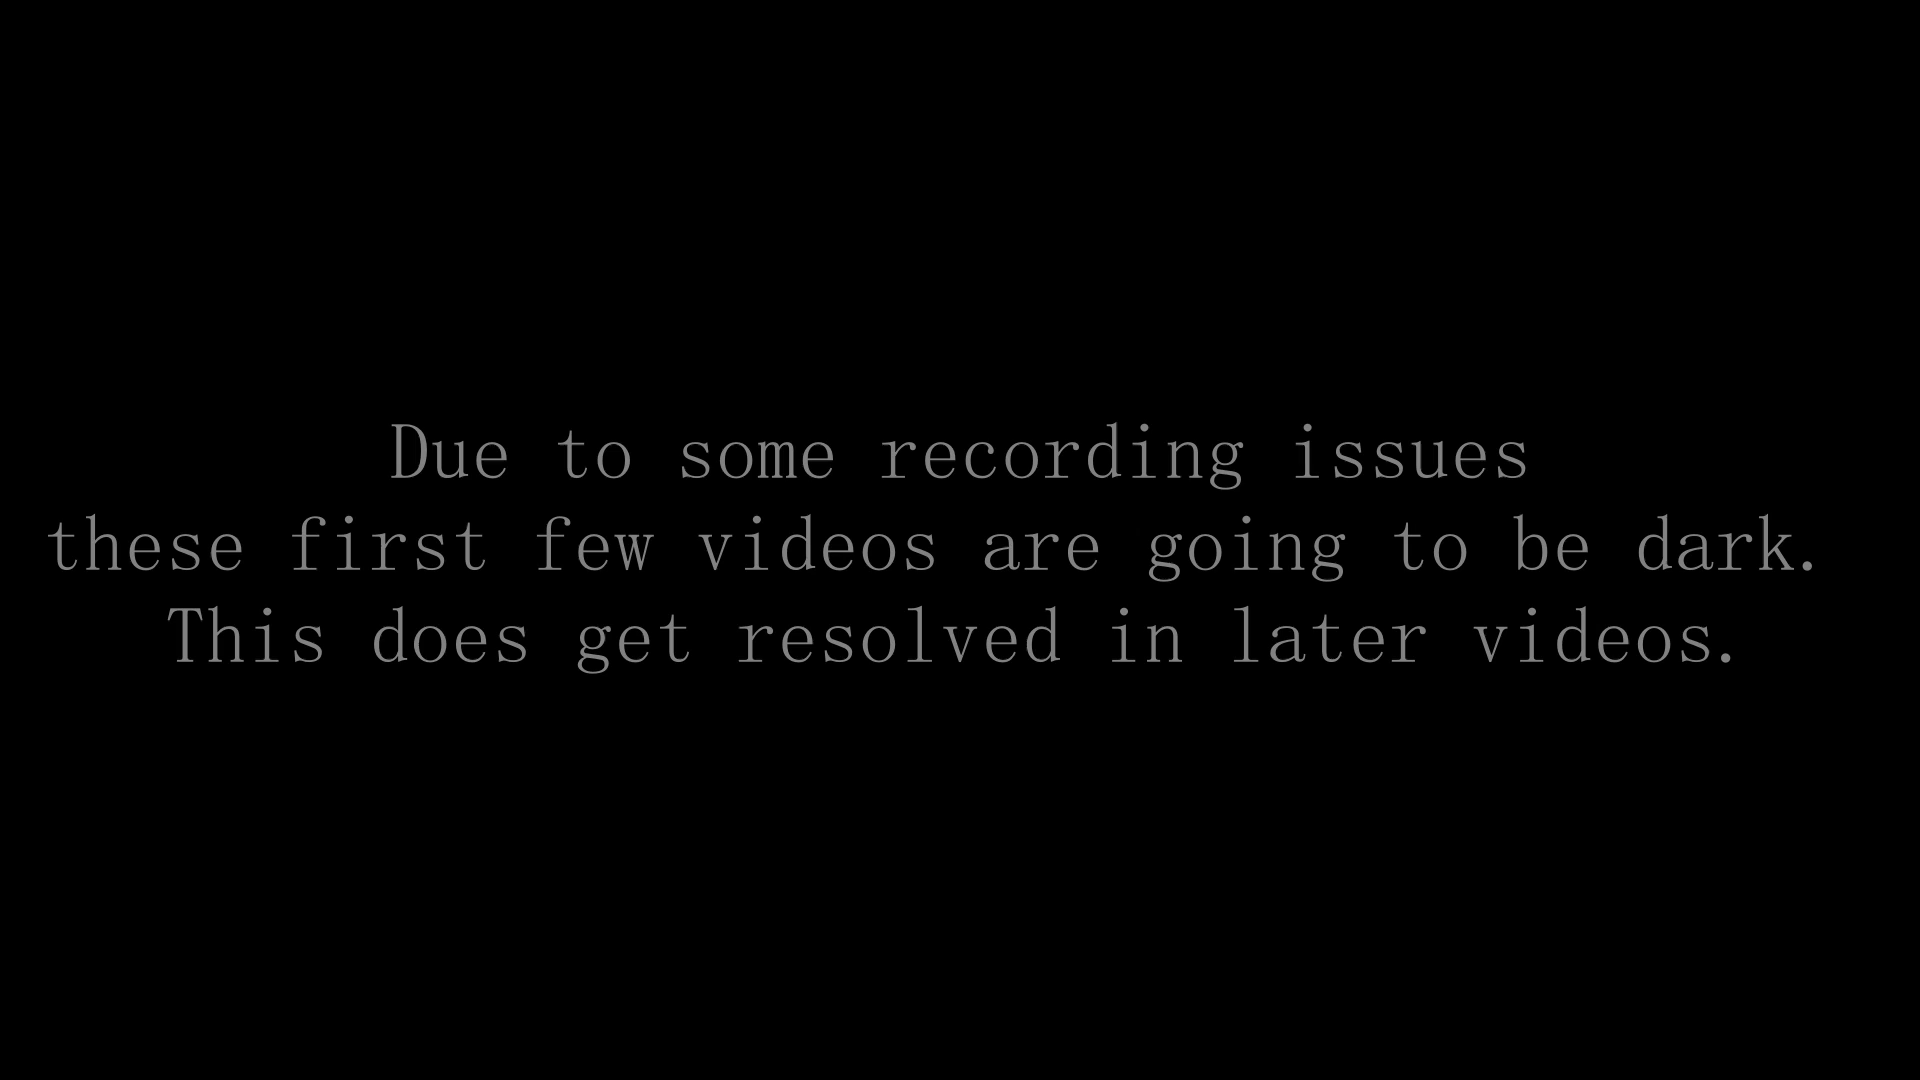 Due to some recording issues
these first few videos are going to be dark.
This does get resolved in later videos.